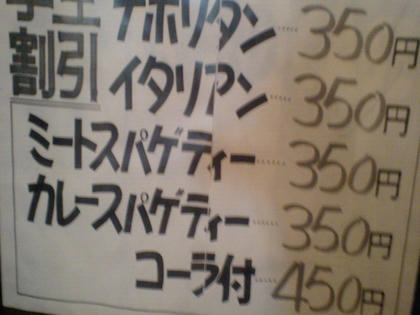 学生 ナポリタン……350円
割引 イタリアン……350円
ミートスパゲティー……350円
カレースパゲティー……350円
コーラ付……450円